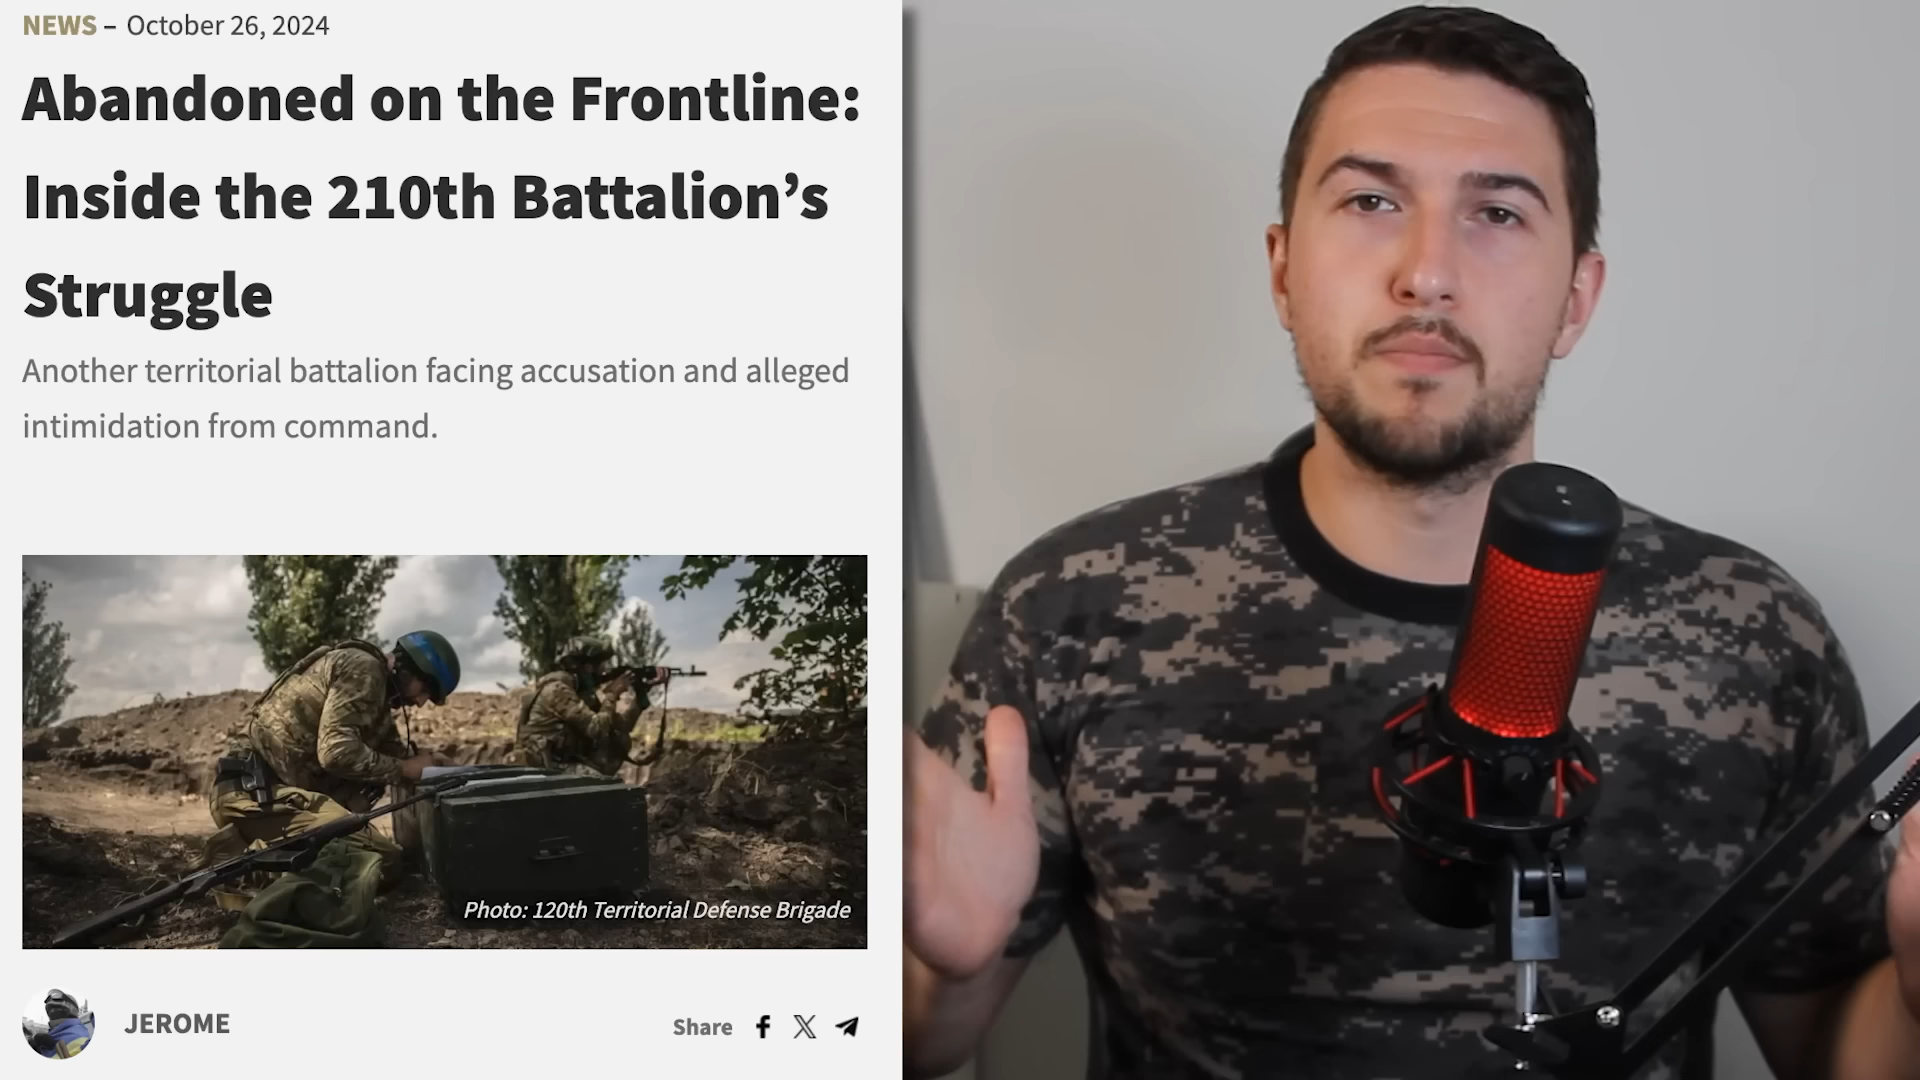 NEWS – October 26, 2024
Abandoned on the Frontline:
Inside the 210th Battalion’s
Struggle
Another territorial battalion facing accusation and alleged
intimidation from command.
Photo: 120th Territorial Defense Brigade
JEROME
Share